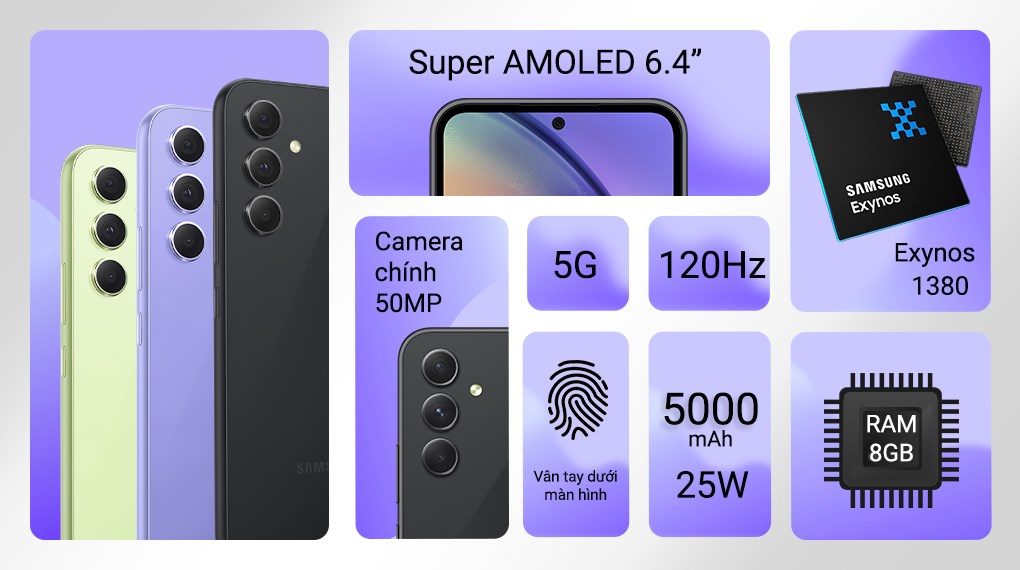 Super AMOLED 6.4”
SAMSUNG
Exynos
Exynos
1380
Camera
chính
50MP
5G
120Hz
Vân tay dưới
màn hình
5000
mAh
25W
RAM
8GB